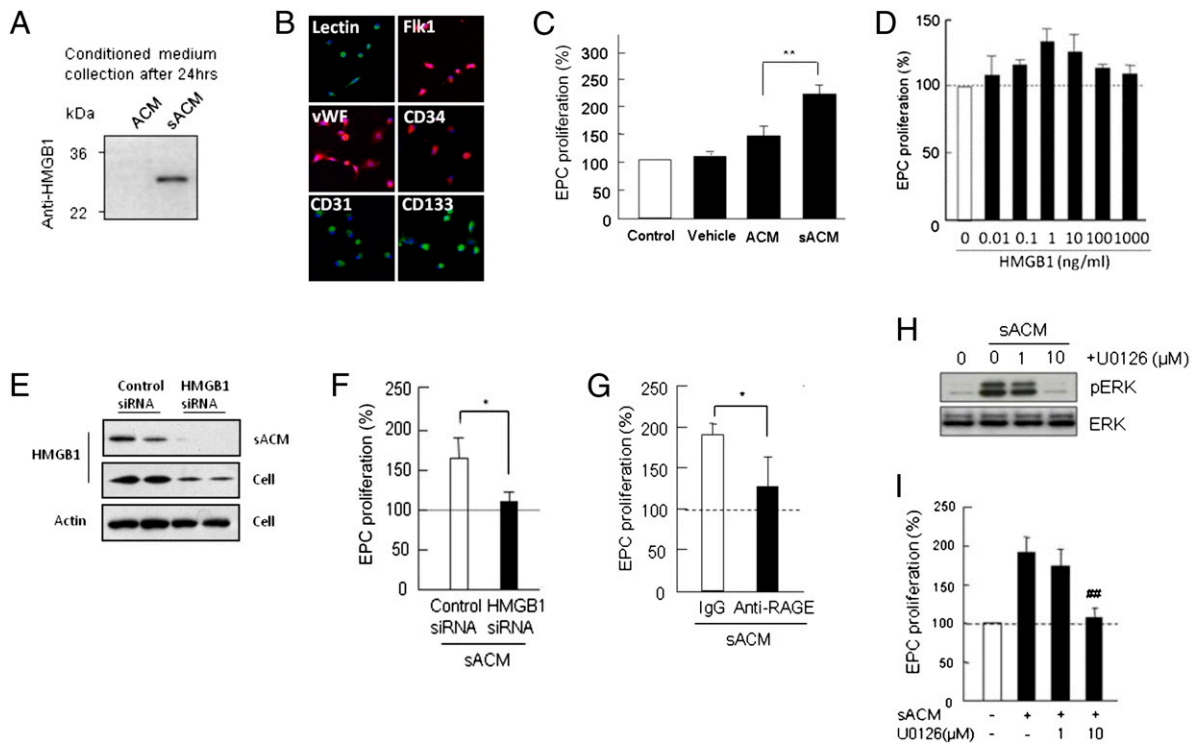 A
Conditioned medium
collection after 24hrs
kDa
ACM
sACM
36
22
Anti-HMGB1
B
Lectin
Flk1
vWF
CD34
CD31
CD133
C
EPC proliferation (%)
300
250
200
150
100
50
0
Control Vehicle ACM sACM
**
D
EPC proliferation (%)
150
100
50
0
0 0.01 0.1 1 10 100 1000
HMGB1 (ng/ml)
E
Control siRNA
HMGB1 siRNA
HMGB1
sACM
Cell
Actin
Cell
F
EPC proliferation (%)
250
200
150
100
50
0
*
Control HMGB1
siRNA siRNA
sACM
G
EPC proliferation (%)
250
200
150
100
50
0
*
IgG Anti-RAGE
sACM
H
sACM
0 0 1 10 +U0126 (µM)
pERK
ERK
I
EPC proliferation (%)
250
200
150
100
50
0
##
sACM - + + +
U0126(µM) - - 1 10